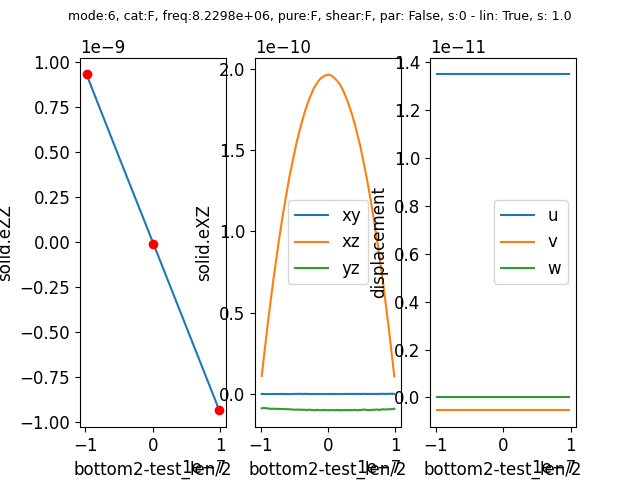 mode:6, cat:F, freq:8.2298e+06, pure:F, shear:F, par: False, s:0 - lin: True, s: 1.0
1e−9
1.00
0.75
0.50
0.25
0.00
−0.25
−0.50
−0.75
−1.00
solid.eZZ
−1
0
1
1e−7
bottom2-test_len/2
1e−10
2.0
1.5
1.0
0.5
0.0
solid.eXZ
xy
xz
yz
−1
0
1
1e−7
bottom2-test_len/2
1e−11
1.4
1.2
1.0
0.8
0.6
0.4
0.2
0.0
displacement
u
v
w
−1
0
1
1e−7
bottom2-test_len/2